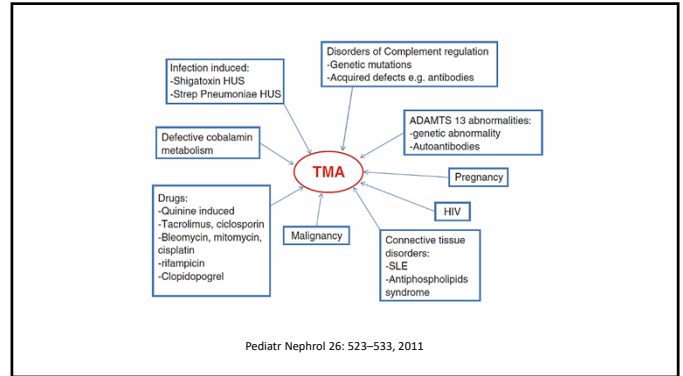 Infection induced:
-Shigatoxin HUS
-Strep Pneumoniae HUS
Disorders of Complement regulation
-Genetic mutations
-Acquired defects e.g. antibodies
Defective cobalamin
metabolism
ADAMTS 13 abnormalities:
-genetic abnormality
-Autoantibodies
TMA
Pregnancy
Drugs:
-Quinine induced
-Tacrolimus, ciclosporin
-Bleomycin, mitomycin,
cisplatin
-rifampicin
-Clopidopogrel
Malignancy
HIV
Connective tissue
disorders:
-SLE
-Antiphospholipids
syndrome
Pediatr Nephrol 26: 523–533, 2011